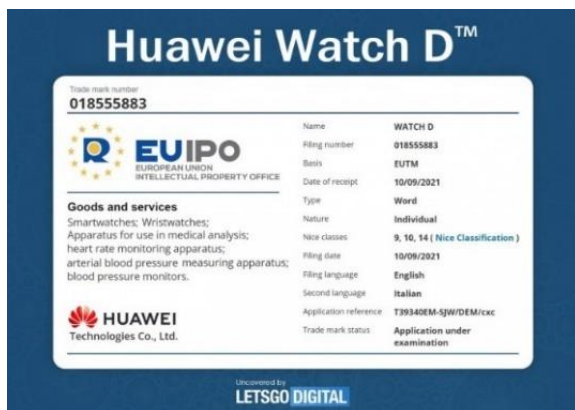 Huawei Watch D™
Trade mark number
018555883
EUIPO
EUROPEAN UNION
INTELLECTUAL PROPERTY OFFICE
Goods and services
Smartwatches; Wristwatches;
Apparatus for use in medical analysis;
heart rate monitoring apparatus;
arterial blood pressure measuring apparatus;
blood pressure monitors.
HUAWEI
Technologies Co., Ltd.
Name WATCH D
Filing number 018555883
Basis EUTM
Date of receipt 10/09/2021
Type Word
Nature Individual
Nice classes 9, 10, 14 ( Nice Classification )
Filing date 10/09/2021
Filing language English
Second language Italian
Application reference T39340EM-SJW/DEM/cxc
Trade mark status Application under
examination
Uncovered by
LETSGO DIGITAL